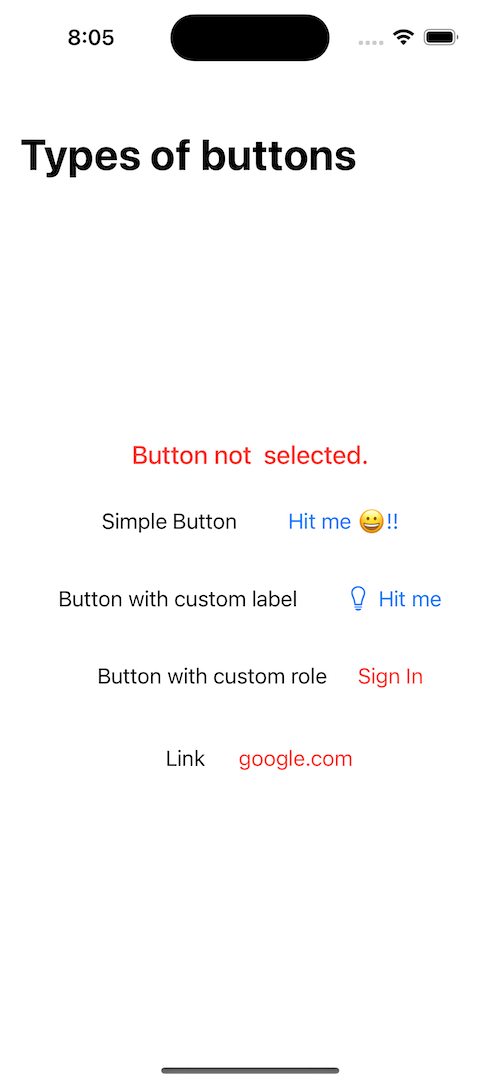 8:05
Types of buttons
Button not  selected.
Simple Button Hit me 😀!!
Button with custom label Hit me
Button with custom role Sign In
Link google.com